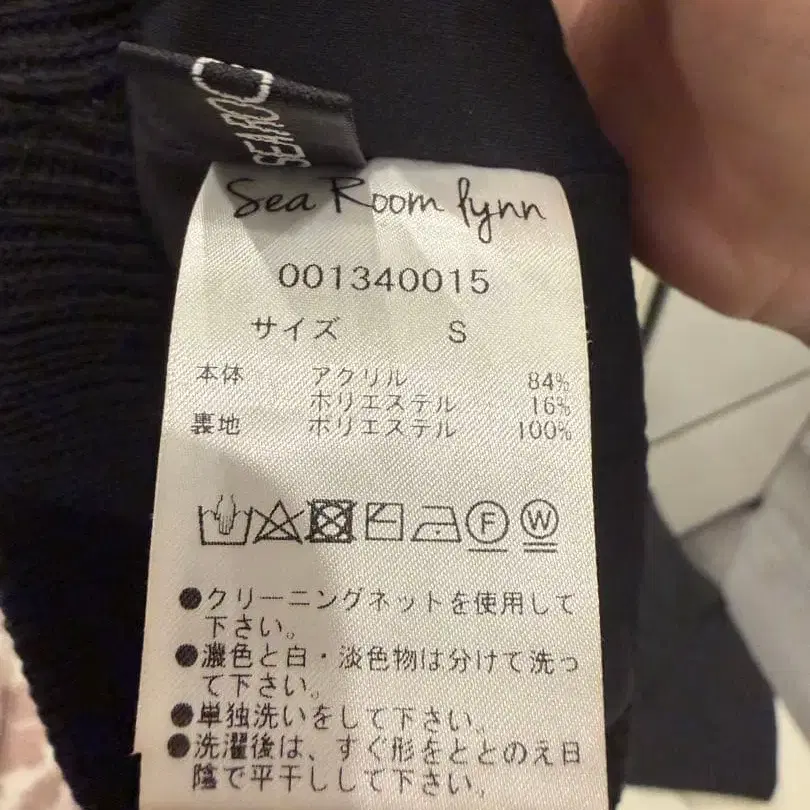 SEAROO
Sea Room lynn
001340015
サイズ S
本体 アクリル 84%
ポリエステル 16%
裏地 ポリエステル 100%
F W
●クリーニングネットを使用して
下さい。
●濃色と白・淡色物は分けて洗っ
て下さい。
●単独洗いをして下さい。
●洗濯後は、すぐ形をととのえ日
陰で平干しして下さい。